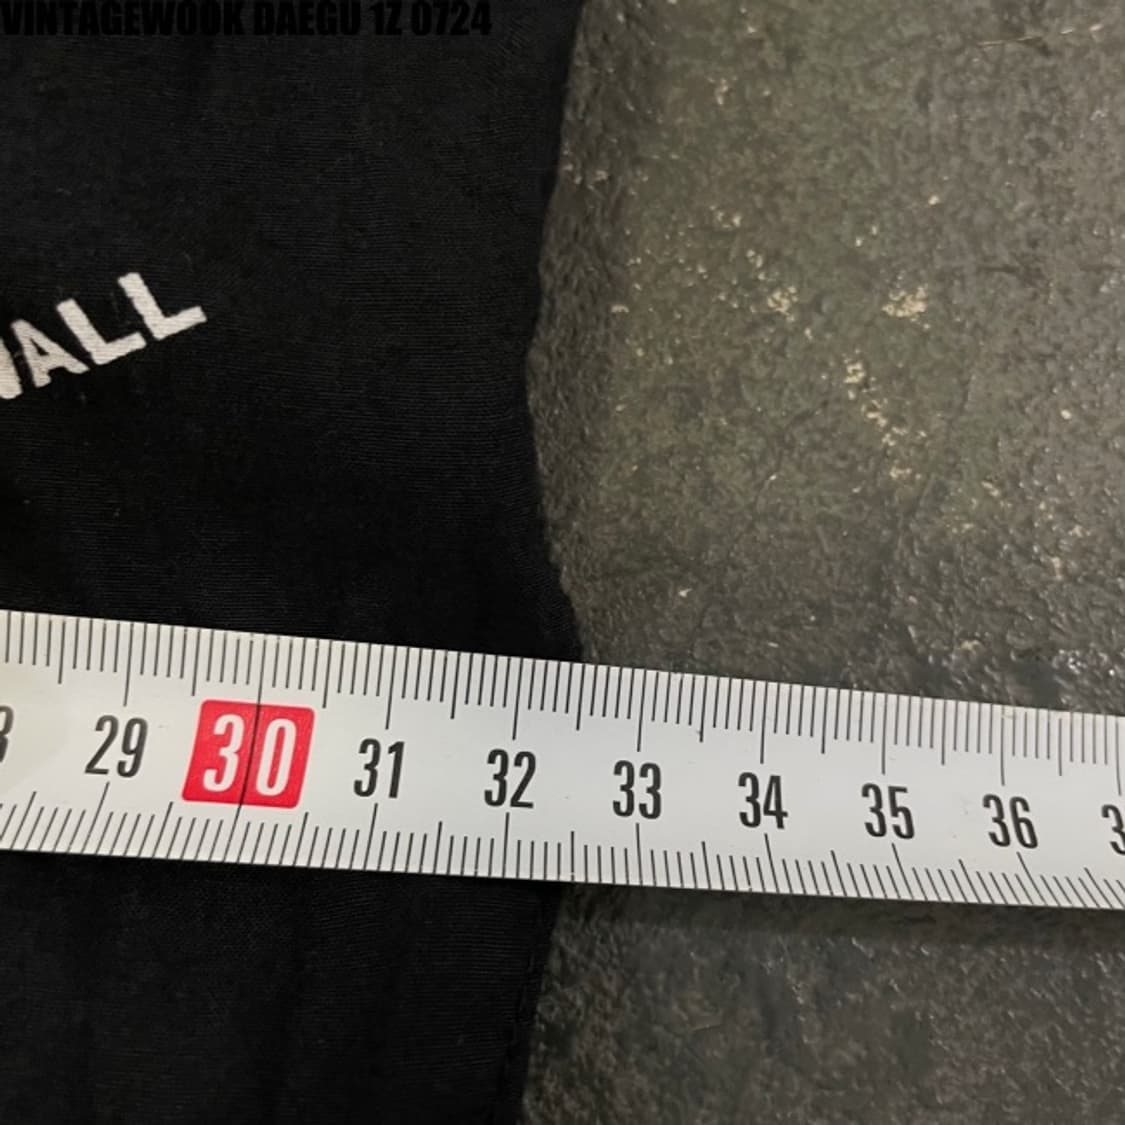 VINTAGEWOOK DAEGU 1Z 0724
ALL
29 30 31 32 33 34 35 36